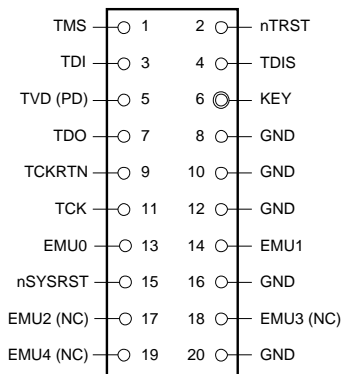 TMS 1 2 nTRST
TDI 3 4 TDIS
TVD (PD) 5 6 KEY
TDO 7 8 GND
TCKRTN 9 10 GND
TCK 11 12 GND
EMU0 13 14 EMU1
nSYSRST 15 16 GND
EMU2 (NC) 17 18 EMU3 (NC)
EMU4 (NC) 19 20 GND